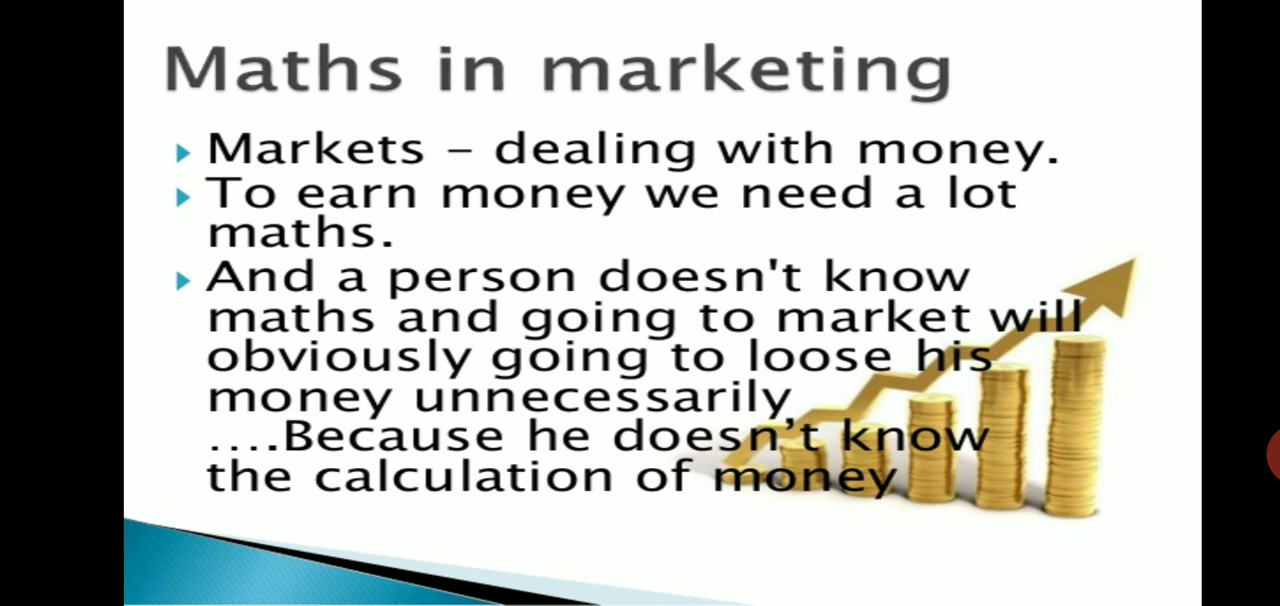 Maths in marketing
Markets – dealing with money.
To earn money we need a lot
maths.
And a person doesn't know
maths and going to market will
obviously going to loose his
money unnecessarily,
....Because he doesn’t know
the calculation of money